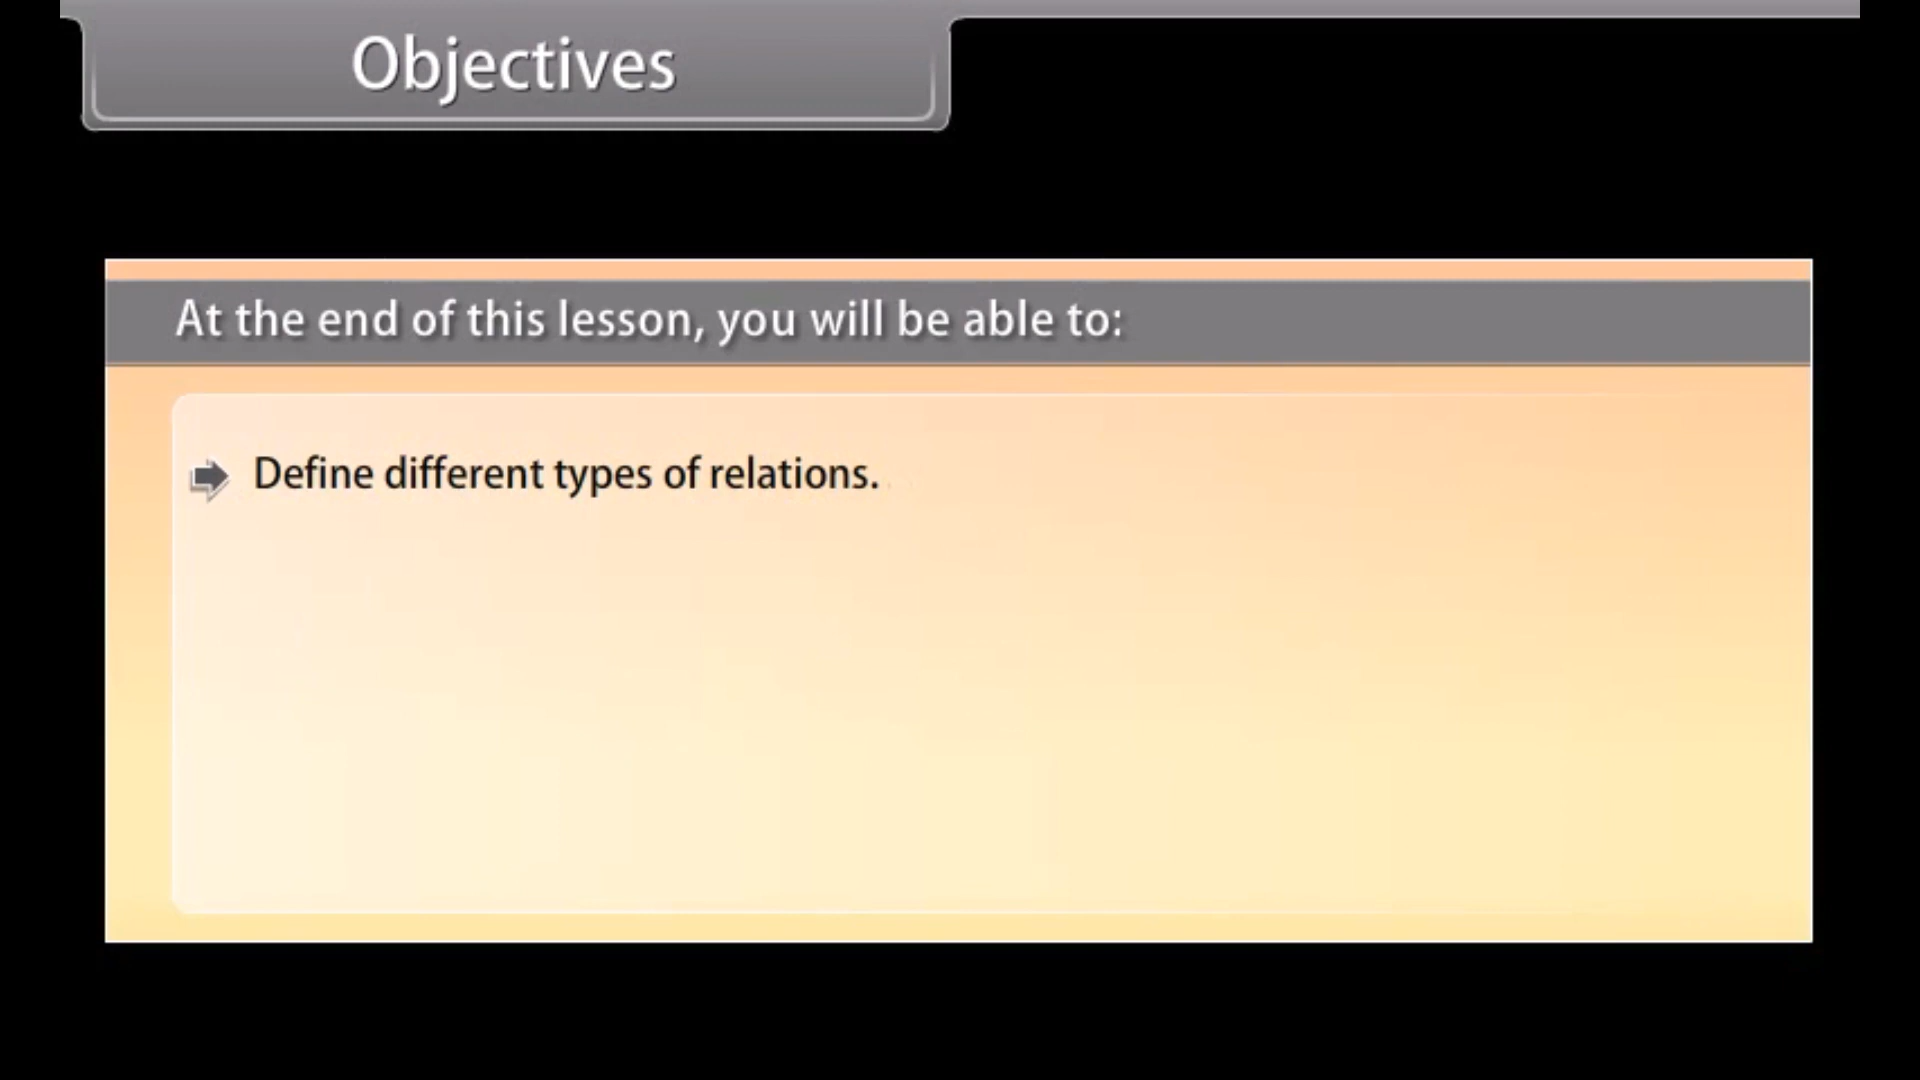 Objectives
At the end of this lesson, you will be able to:
Define different types of relations.